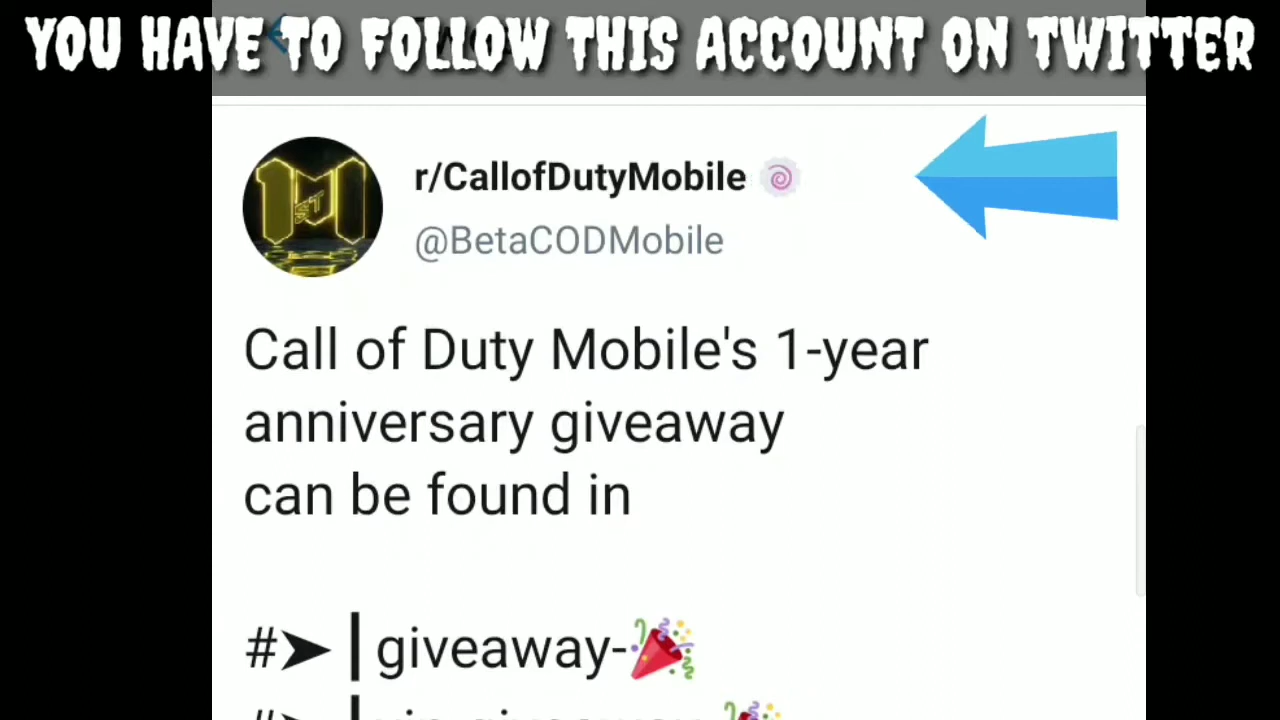 YOU HAVE TO FOLLOW THIS ACCOUNT ON TWITTER
r/CallofDutyMobile 🍥
@BetaCODMobile
Call of Duty Mobile's 1-year
anniversary giveaway
can be found in
#➤┃giveaway-🎉